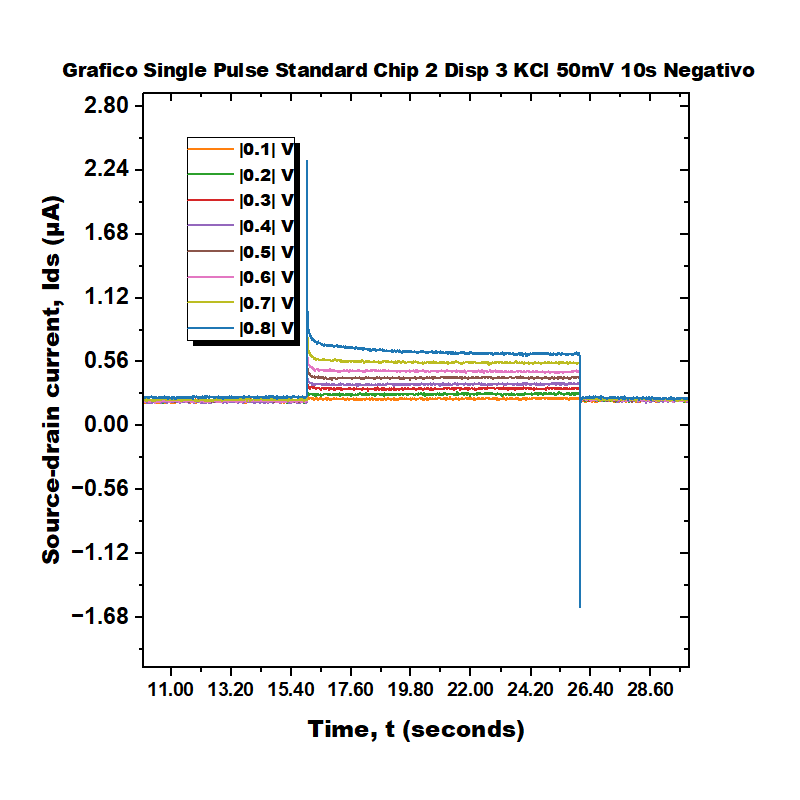 Grafico Single Pulse Standard Chip 2 Disp 3 KCl 50mV 10s Negativo
2.80
2.24
1.68
1.12
0.56
0.00
−0.56
−1.12
−1.68
Source-drain current, Ids (µA)
|0.1| V
|0.2| V
|0.3| V
|0.4| V
|0.5| V
|0.6| V
|0.7| V
|0.8| V
11.00 13.20 15.40 17.60 19.80 22.00 24.20 26.40 28.60
Time, t (seconds)